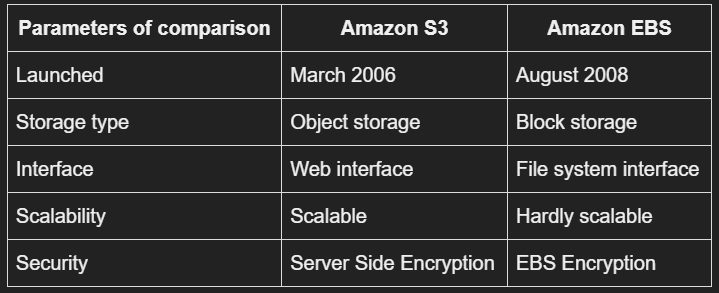 Parameters of comparison Amazon S3 Amazon EBS
Launched March 2006 August 2008
Storage type Object storage Block storage
Interface Web interface File system interface
Scalability Scalable Hardly scalable
Security Server Side Encryption EBS Encryption